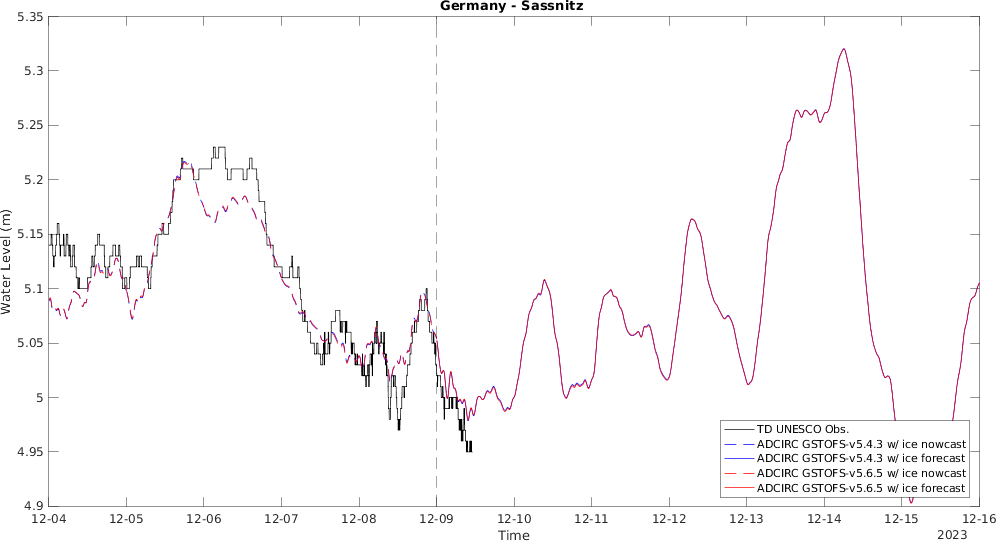 Germany - Sassnitz
5.35
5.3
5.25
5.2
5.15
5.1
5.05
5
4.95
4.9
Water Level (m)
TD UNESCO Obs.
ADCIRC GSTOFS-v5.4.3 w/ ice nowcast
ADCIRC GSTOFS-v5.4.3 w/ ice forecast
ADCIRC GSTOFS-v5.6.5 w/ ice nowcast
ADCIRC GSTOFS-v5.6.5 w/ ice forecast
12-04 12-05 12-06 12-07 12-08 12-09 12-10 12-11 12-12 12-13 12-14 12-15 12-16
Time
2023